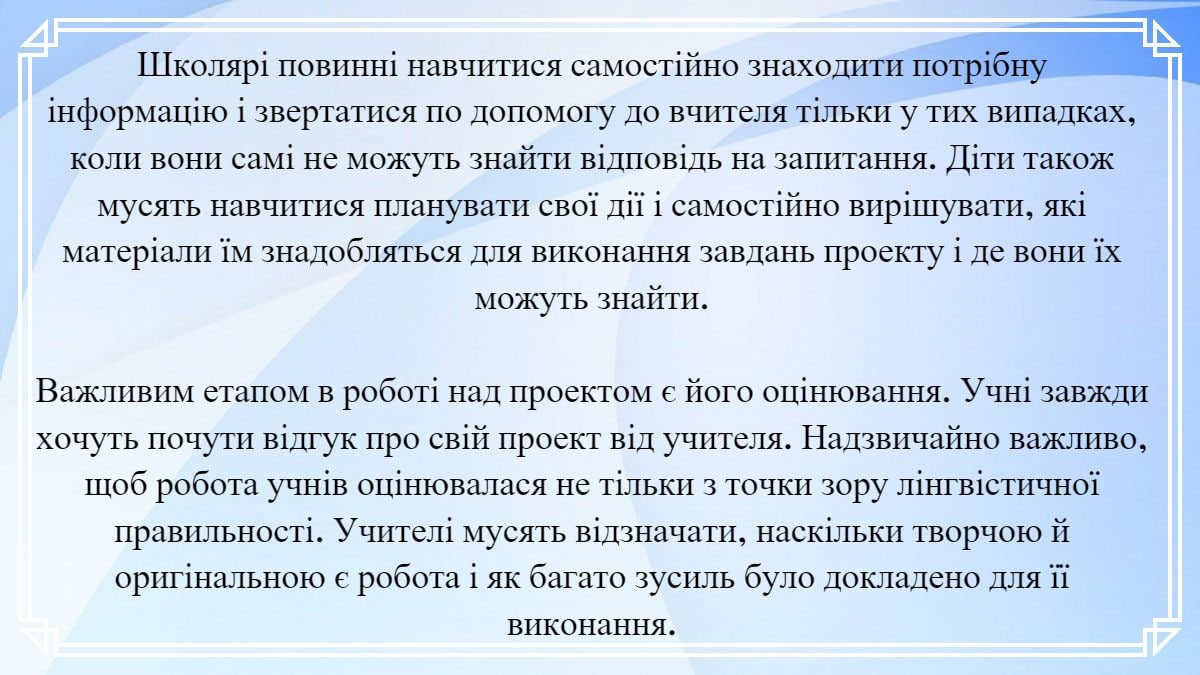 Школярі повинні навчитися самостійно знаходити потрібну
інформацію і звертатися по допомогу до вчителя тільки у тих випадках,
коли вони самі не можуть знайти відповідь на запитання. Діти також
мусять навчитися планувати свої дії і самостійно вирішувати, які
матеріали їм знадобляться для виконання завдань проекту і де вони їх
можуть знайти.
Важливим етапом в роботі над проектом є його оцінювання. Учні завжди
хочуть почути відгук про свій проект від учителя. Надзвичайно важливо,
щоб робота учнів оцінювалася не тільки з точки зору лінгвістичної
правильності. Учителі мусять відзначати, наскільки творчою й
оригінальною є робота і як багато зусиль було докладено для її
виконання.